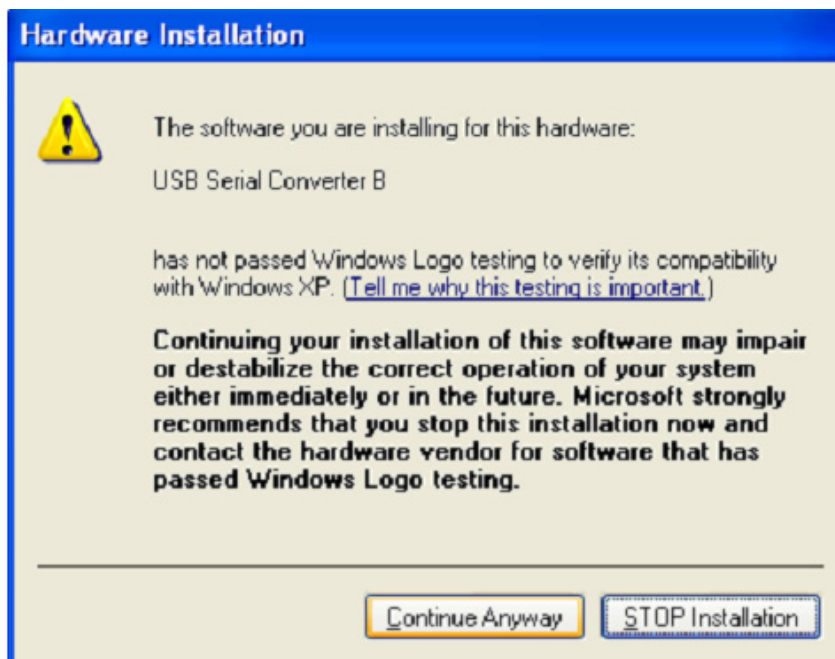 Hardware Installation
The software you are installing for this hardware:
USB Serial Converter B
has not passed Windows Logo testing to verify its compatibility
with Windows XP. (Tell me why this testing is important.)
Continuing your installation of this software may impair
or destabilize the correct operation of your system
either immediately or in the future. Microsoft strongly
recommends that you stop this installation now and
contact the hardware vendor for software that has
passed Windows Logo testing.
Continue Anyway
STOP Installation